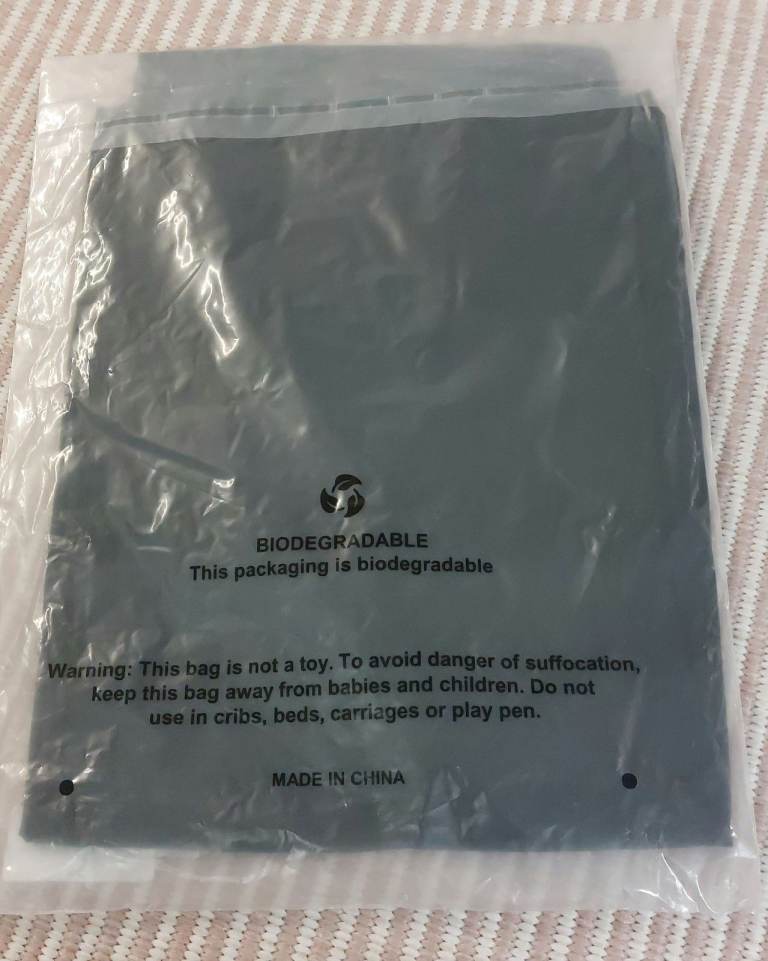 BIODEGRADABLE
This packaging is biodegradable
Warning: This bag is not a toy. To avoid danger of suffocation,
keep this bag away from babies and children. Do not
use in cribs, beds, carriages or play pen.
MADE IN CHINA